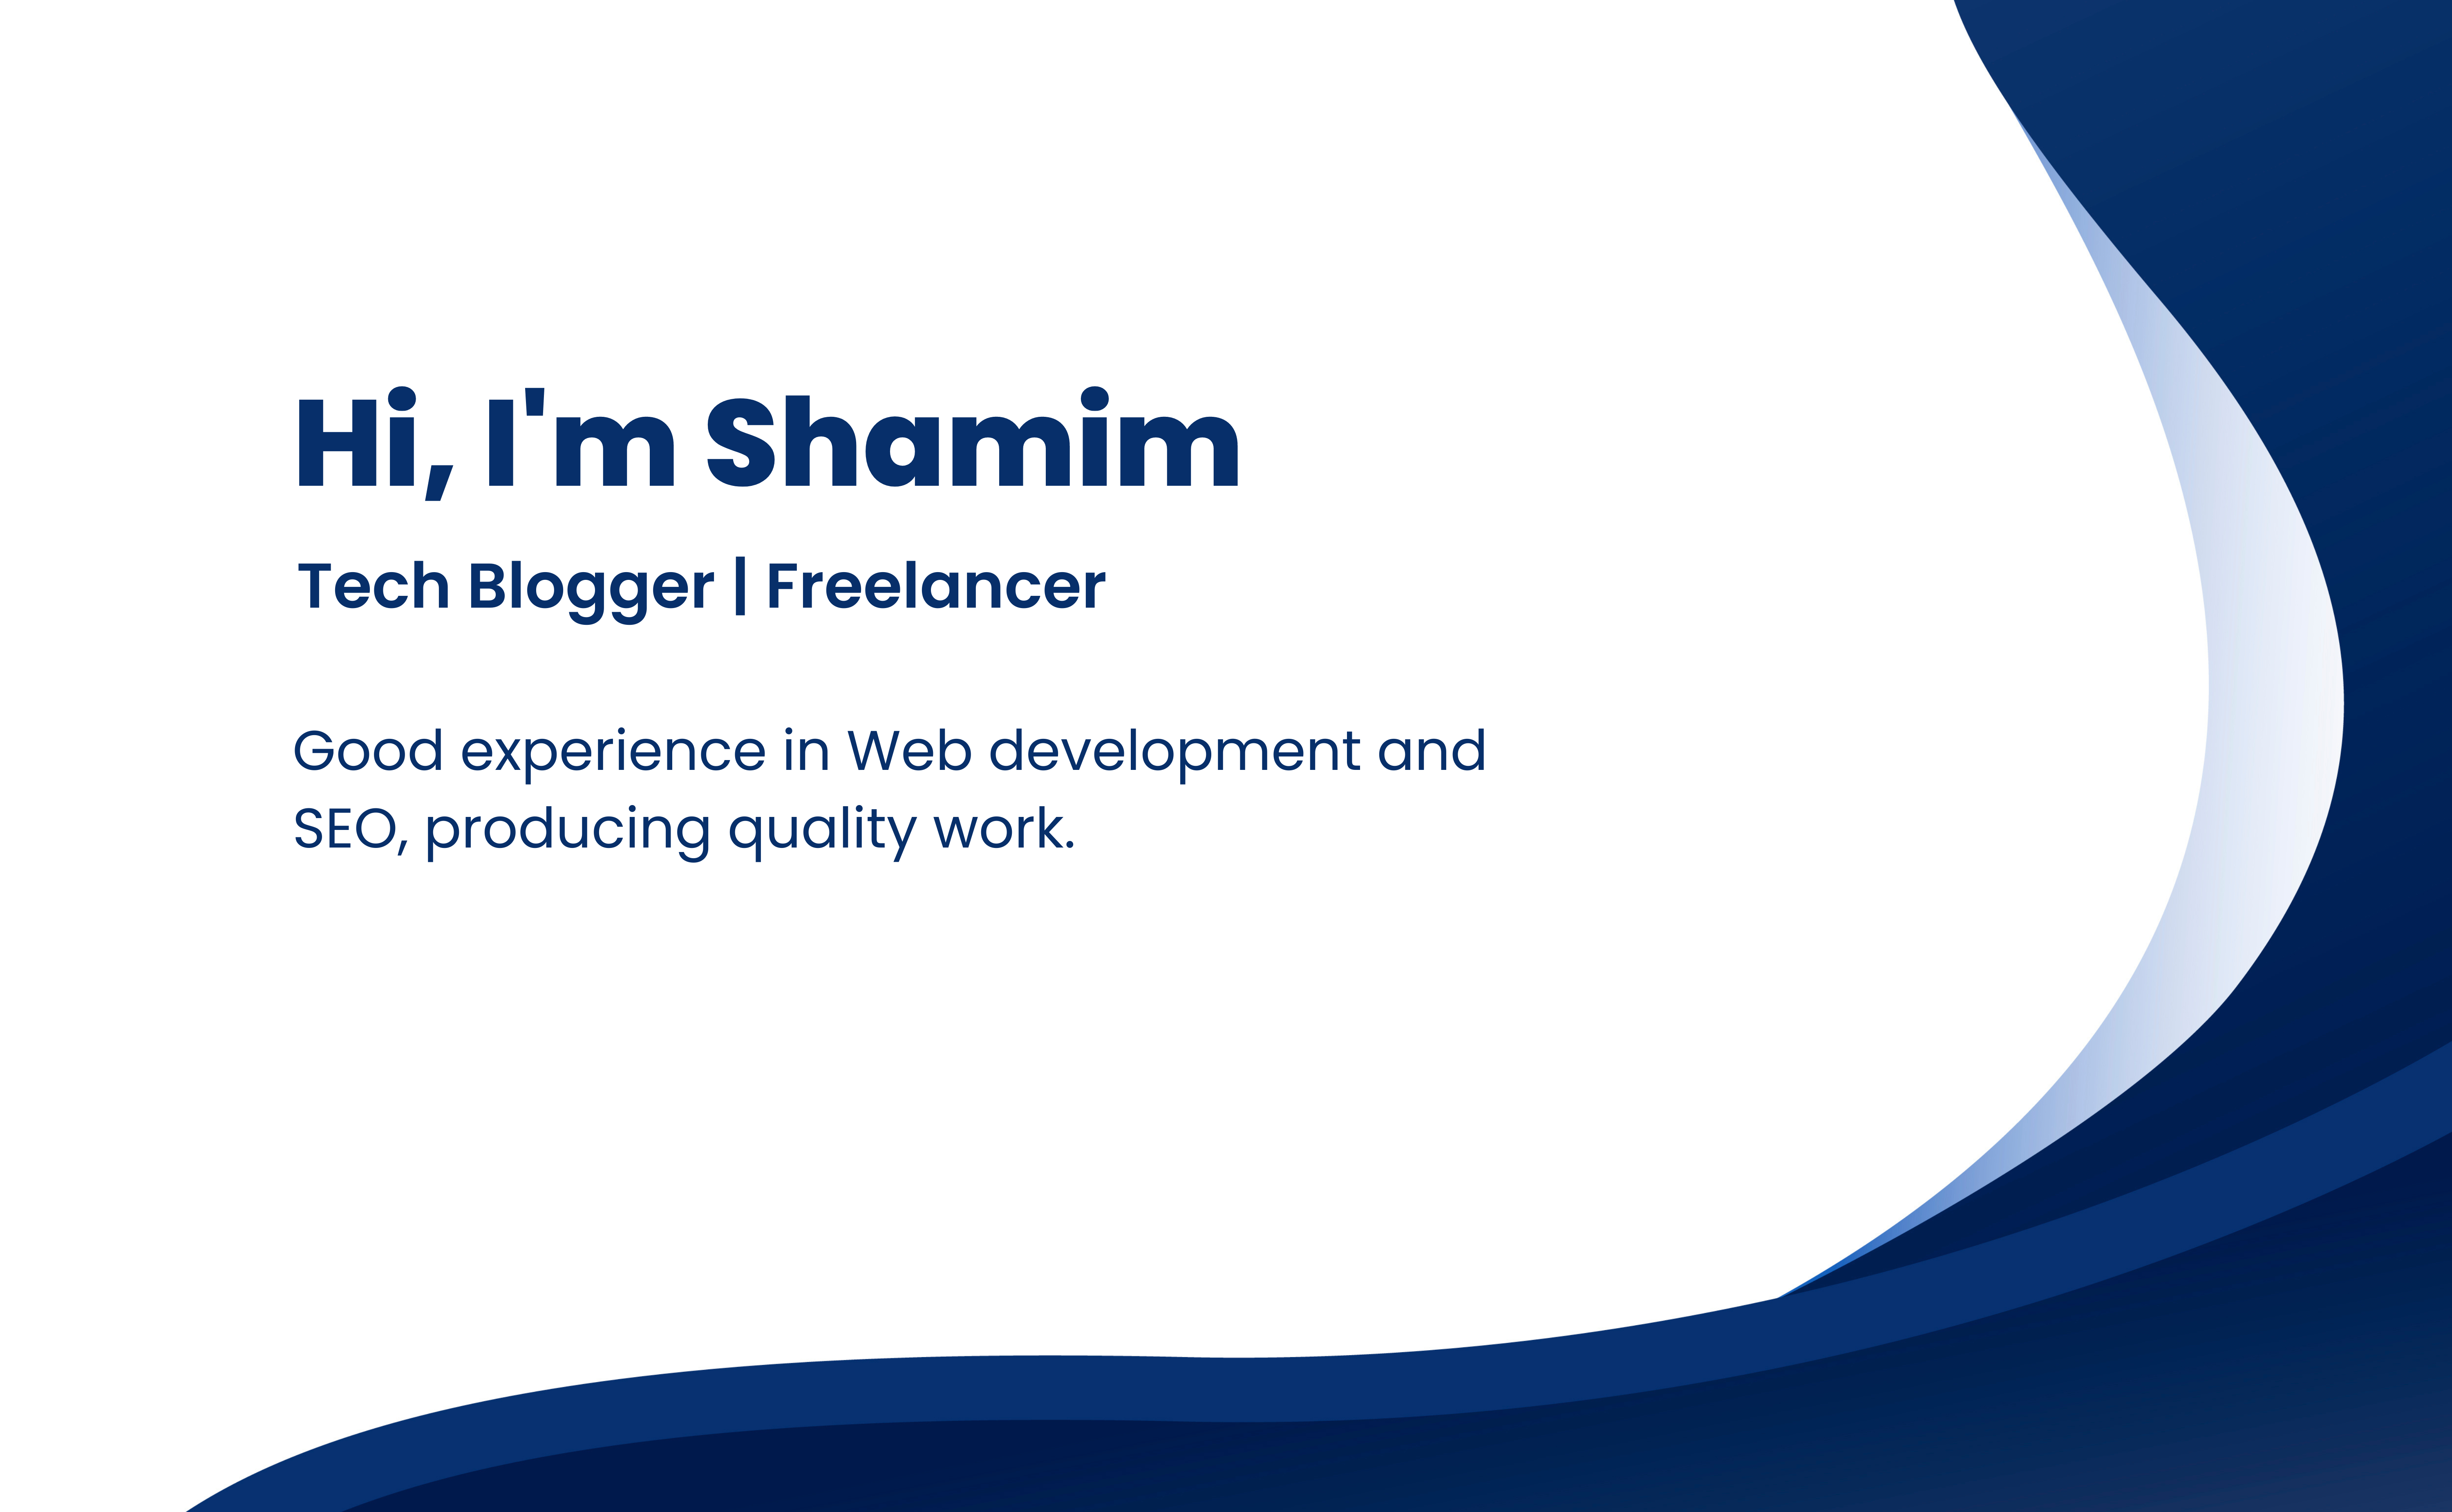 Hi, I'm Shamim
Tech Blogger | Freelancer
Good experience in Web development and
SEO, producing quality work.